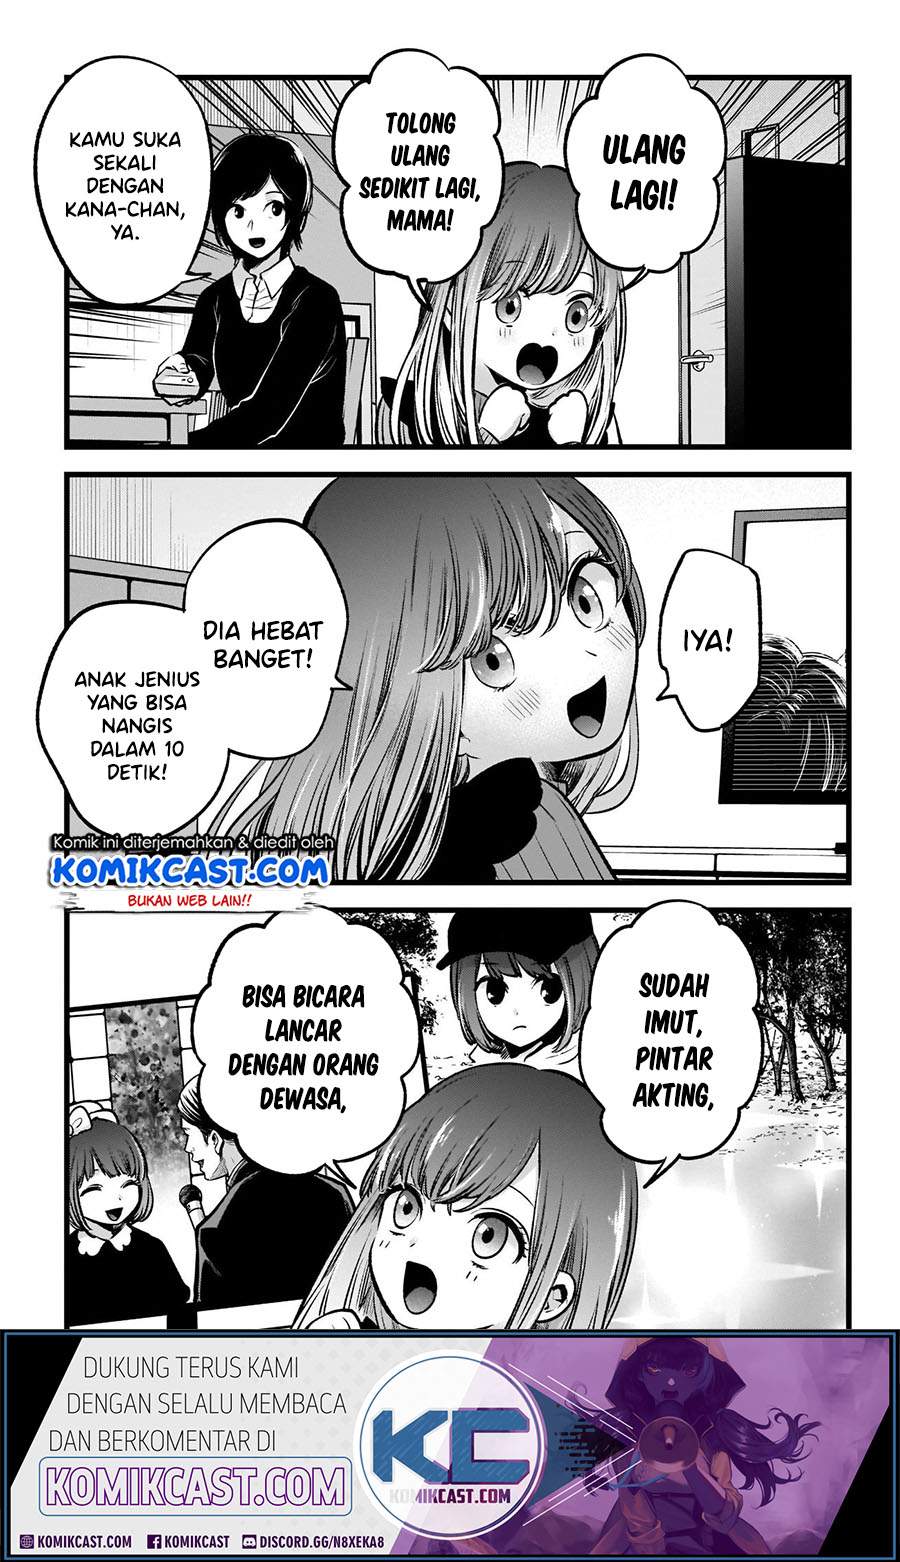 ULANG
LAGI!
TOLONG
ULANG
SEDIKIT LAGI,
MAMA!
KAMU SUKA
SEKALI
DENGAN
KANA-CHAN,
YA.
IYA!
DIA HEBAT
BANGET!
ANAK JENIUS
YANG BISA
NANGIS
DALAM 10
DETIK!
Komik ini diterjemahkan & diedit oleh
KOMIKCAST.COM
BUKAN WEB LAIN!!
SUDAH
IMUT,
PINTAR
AKTING,
BISA BICARA
LANCAR
DENGAN ORANG
DEWASA,
DUKUNG TERUS KAMI
DENGAN SELALU MEMBACA
DAN BERKOMENTAR DI
KOMIKCAST.COM
KC
KOMIKCAST.COM
KOMIKCAST.COM
FACEBOOK.COM/KOMIKCAST
DISCORD.GG/N8XEKA8